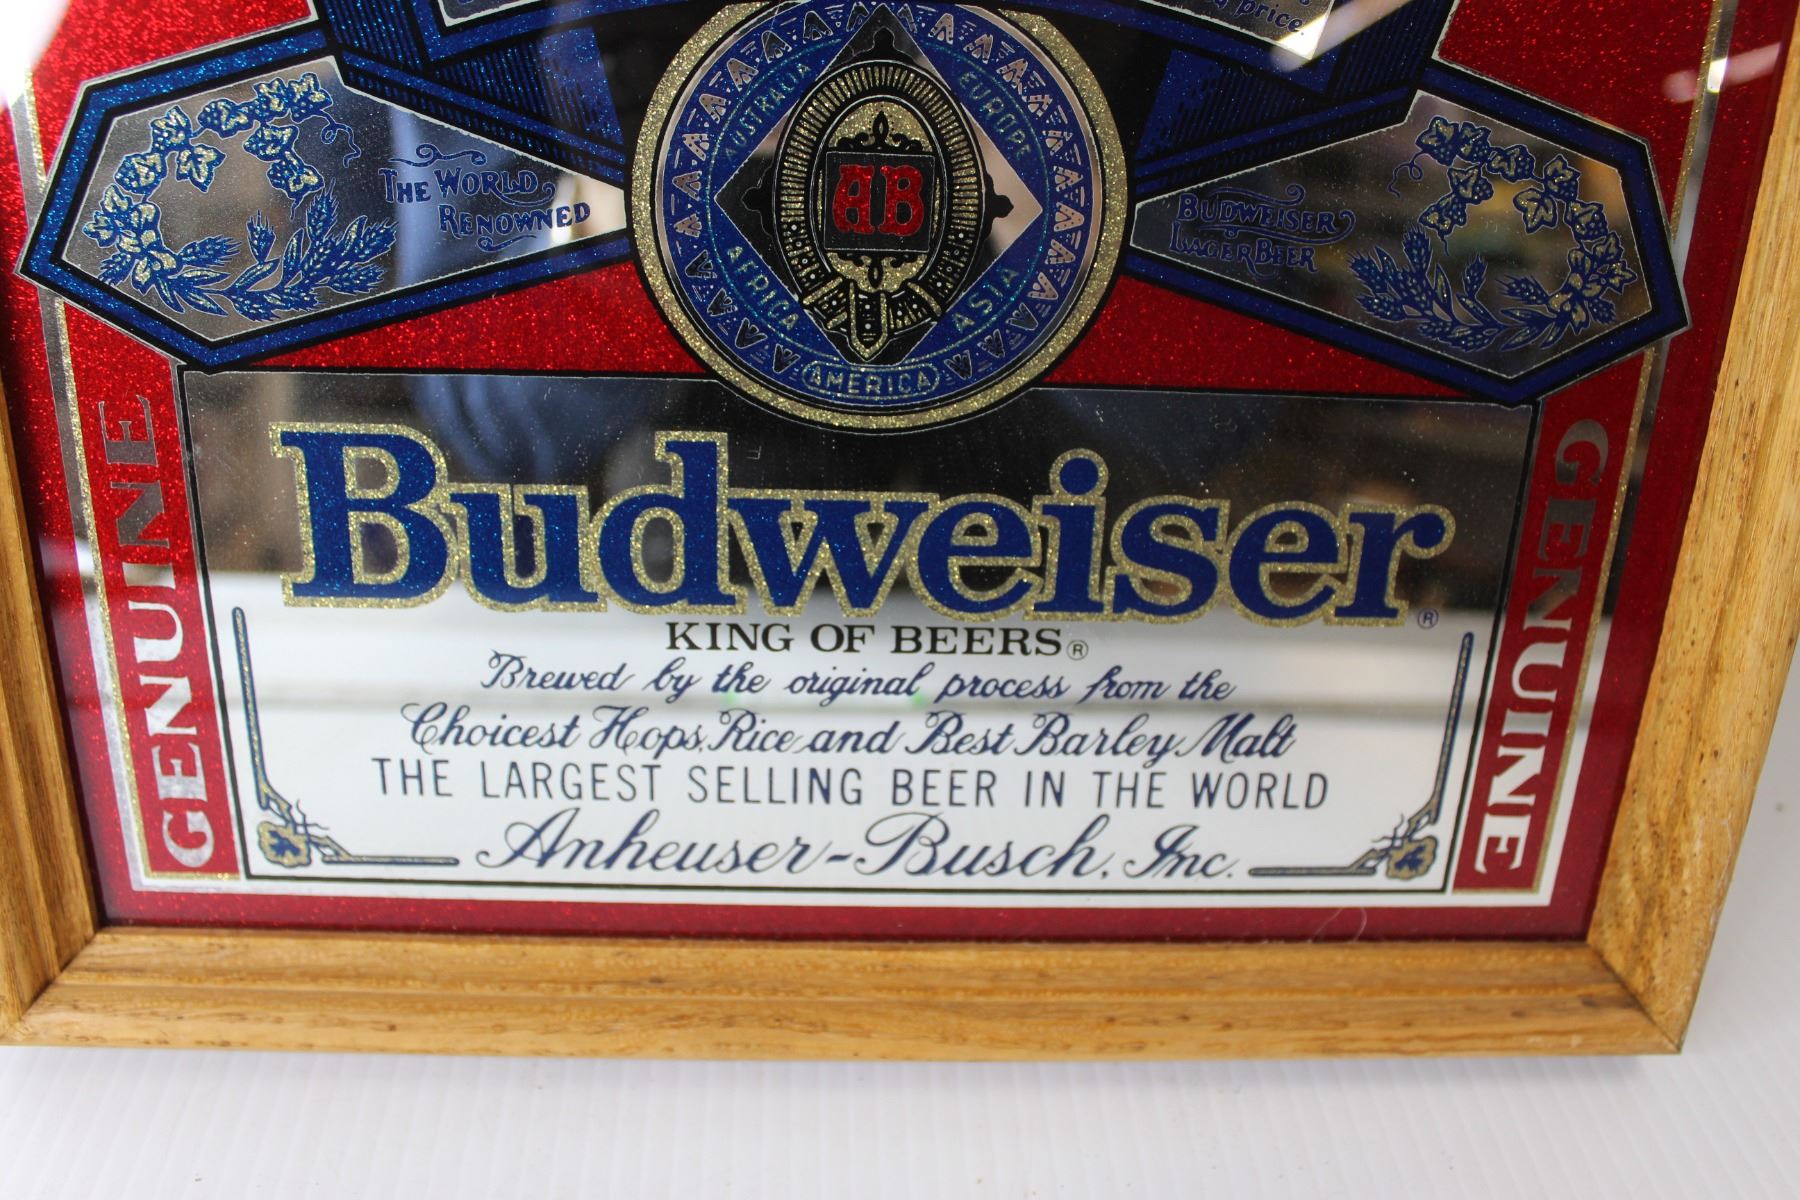 price
AUSTRALIA
EUROPE
THE WORLD
RENOWNED
AB
BUDWEISER
LAGER BEER
AFRICA
ASIA
AMERICA
GENUINE
Budweiser®
GENUINE
KING OF BEERS®
Brewed by the original process from the
Choicest Hops, Rice and Best Barley Malt
THE LARGEST SELLING BEER IN THE WORLD
Anheuser-Busch, Inc.